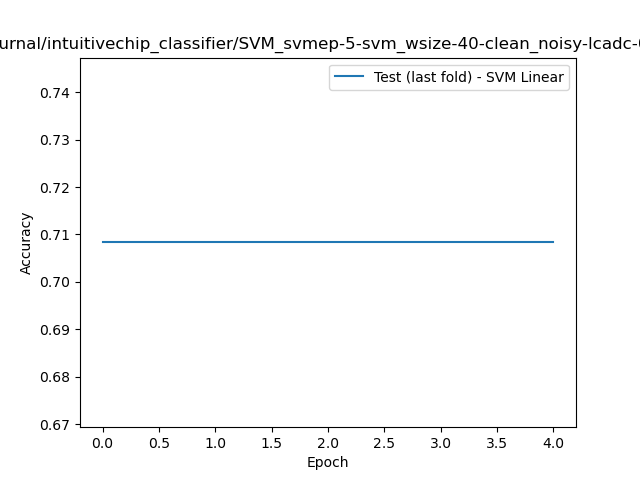 urnal/intuitivechip_classifier/SVM_svmep-5-svm_wsize-40-clean_noisy-lcadc-
Test (last fold) - SVM Linear
0.74
0.73
0.72
0.71
0.70
0.69
0.68
0.67
Accuracy
0.0 0.5 1.0 1.5 2.0 2.5 3.0 3.5 4.0
Epoch